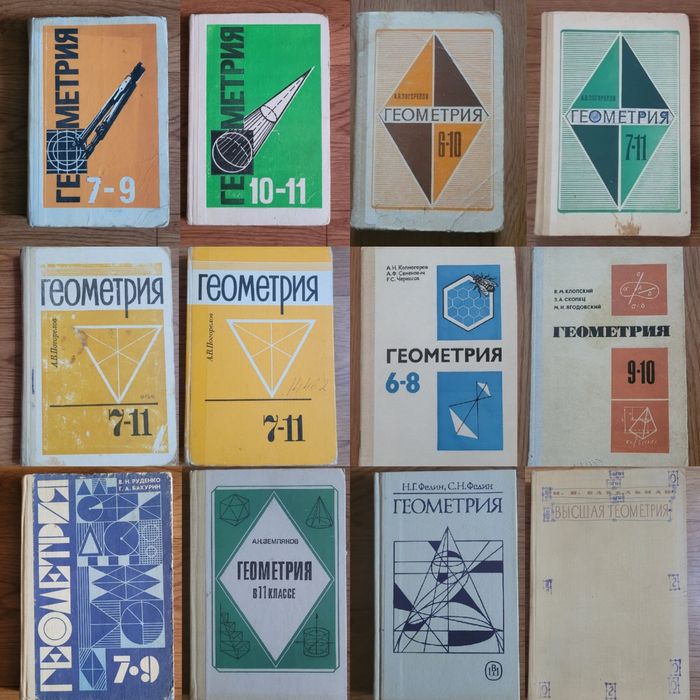 ГЕОМЕТРИЯ
7-9
ГЕОМЕТРИЯ
10-11
А.В.ПОГОРЕЛОВ
ГЕОМЕТРИЯ
6-10
А.В.ПОГОРЕЛОВ
ГЕОМЕТРИЯ
7-11
ГЕОМЕТРИЯ
А.В.Погорелов
7-11
ГЕОМЕТРИЯ
А.В.Погорелов
7-11
А.Н. Колмогоров
А.Ф. Семенович
Р.С. Черкасов
ГЕОМЕТРИЯ
6-8
В.М.КЛОПСКИЙ
З.А.СКОПЕЦ
М.И.ЯГОДОВСКИЙ
ГЕОМЕТРИЯ
9-10
В.Н.РУДЕНКО
Г.А.БАХУРИН
ГЕОМЕТРИЯ
7•9
А.Н.ЗЕМЛЯКОВ
ГЕОМЕТРИЯ
В 11 КЛАССЕ
Н.Г.Федин, С.Н.Федин
ГЕОМЕТРИЯ
ВЫСШАЯ ГЕОМЕТРИЯ